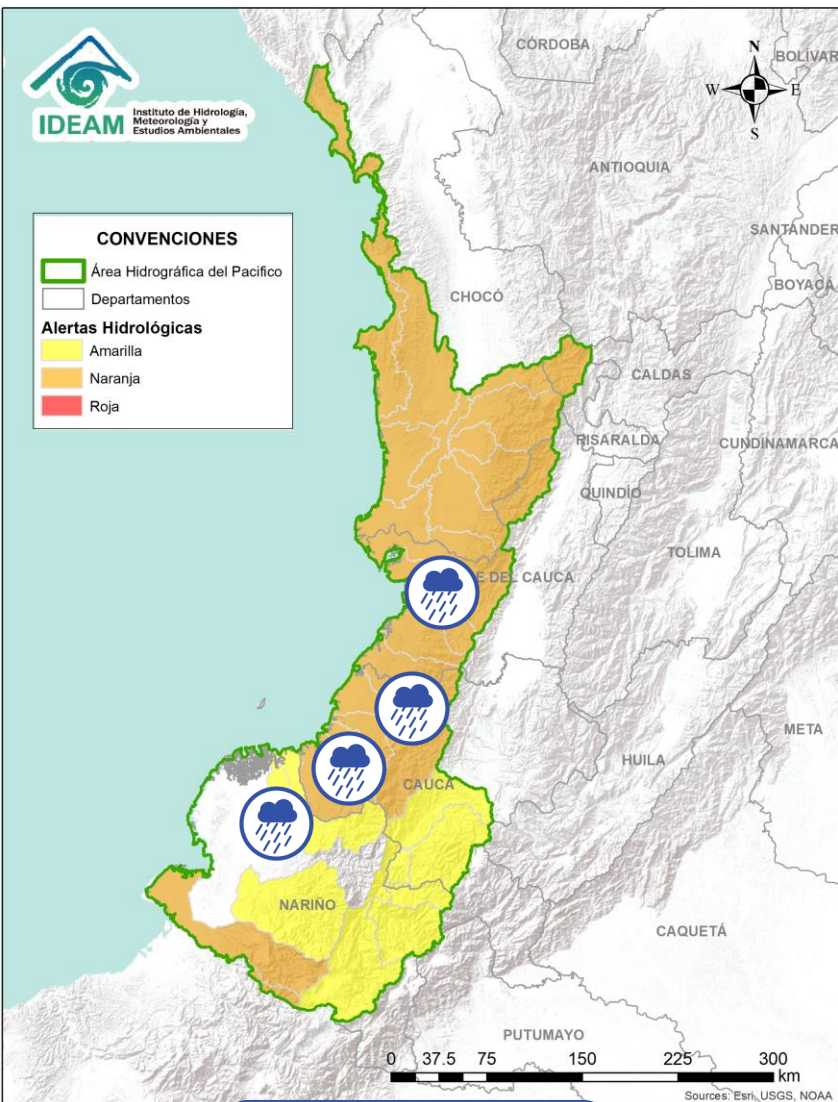 IDEAM
Instituto de Hidrología,
Meteorología y
Estudios Ambientales
CÓRDOBA
BOLÍVAR
N
W
E
S
ANTIOQUIA
SANTANDER
BOYACÁ
CONVENCIONES
Área Hidrográfica del Pacifico
Departamentos
Alertas Hidrológicas
Amarilla
Naranja
Roja
CHOCÓ
CALDAS
RISARALDA
CUNDINAMARCA
QUINDÍO
TOLIMA
E DEL CAUCA
META
HUILA
CAUCA
NARIÑO
CAQUETÁ
PUTUMAYO
0 37.5 75 150 225 300
km
Sources: Esri, USGS, NOAA